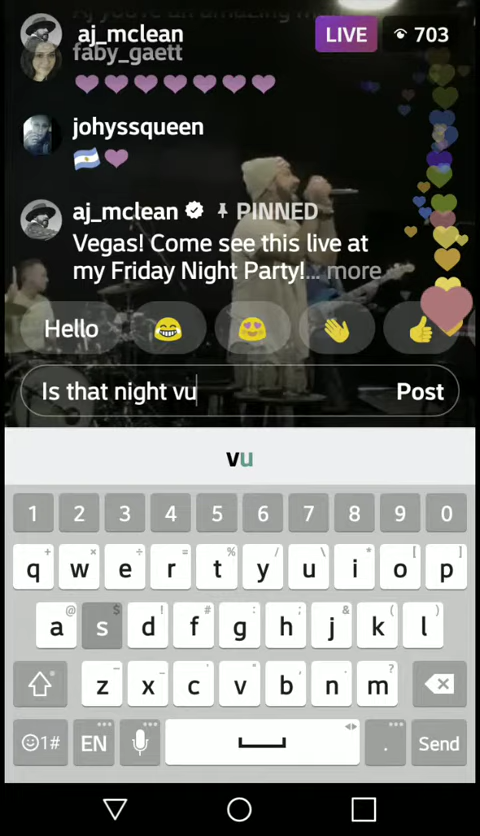 aj_mclean
LIVE
703
faby_gaett
johyssqueen
aj_mclean PINNED
Vegas! Come see this live at
my Friday Night Party!... more
Hello
Is that night vu
Post
vu
1 2 3 4 5 6 7 8 9 0
q w e r t y u i o p
a s d f g h j k l
z x c v b n m
1# EN . Send